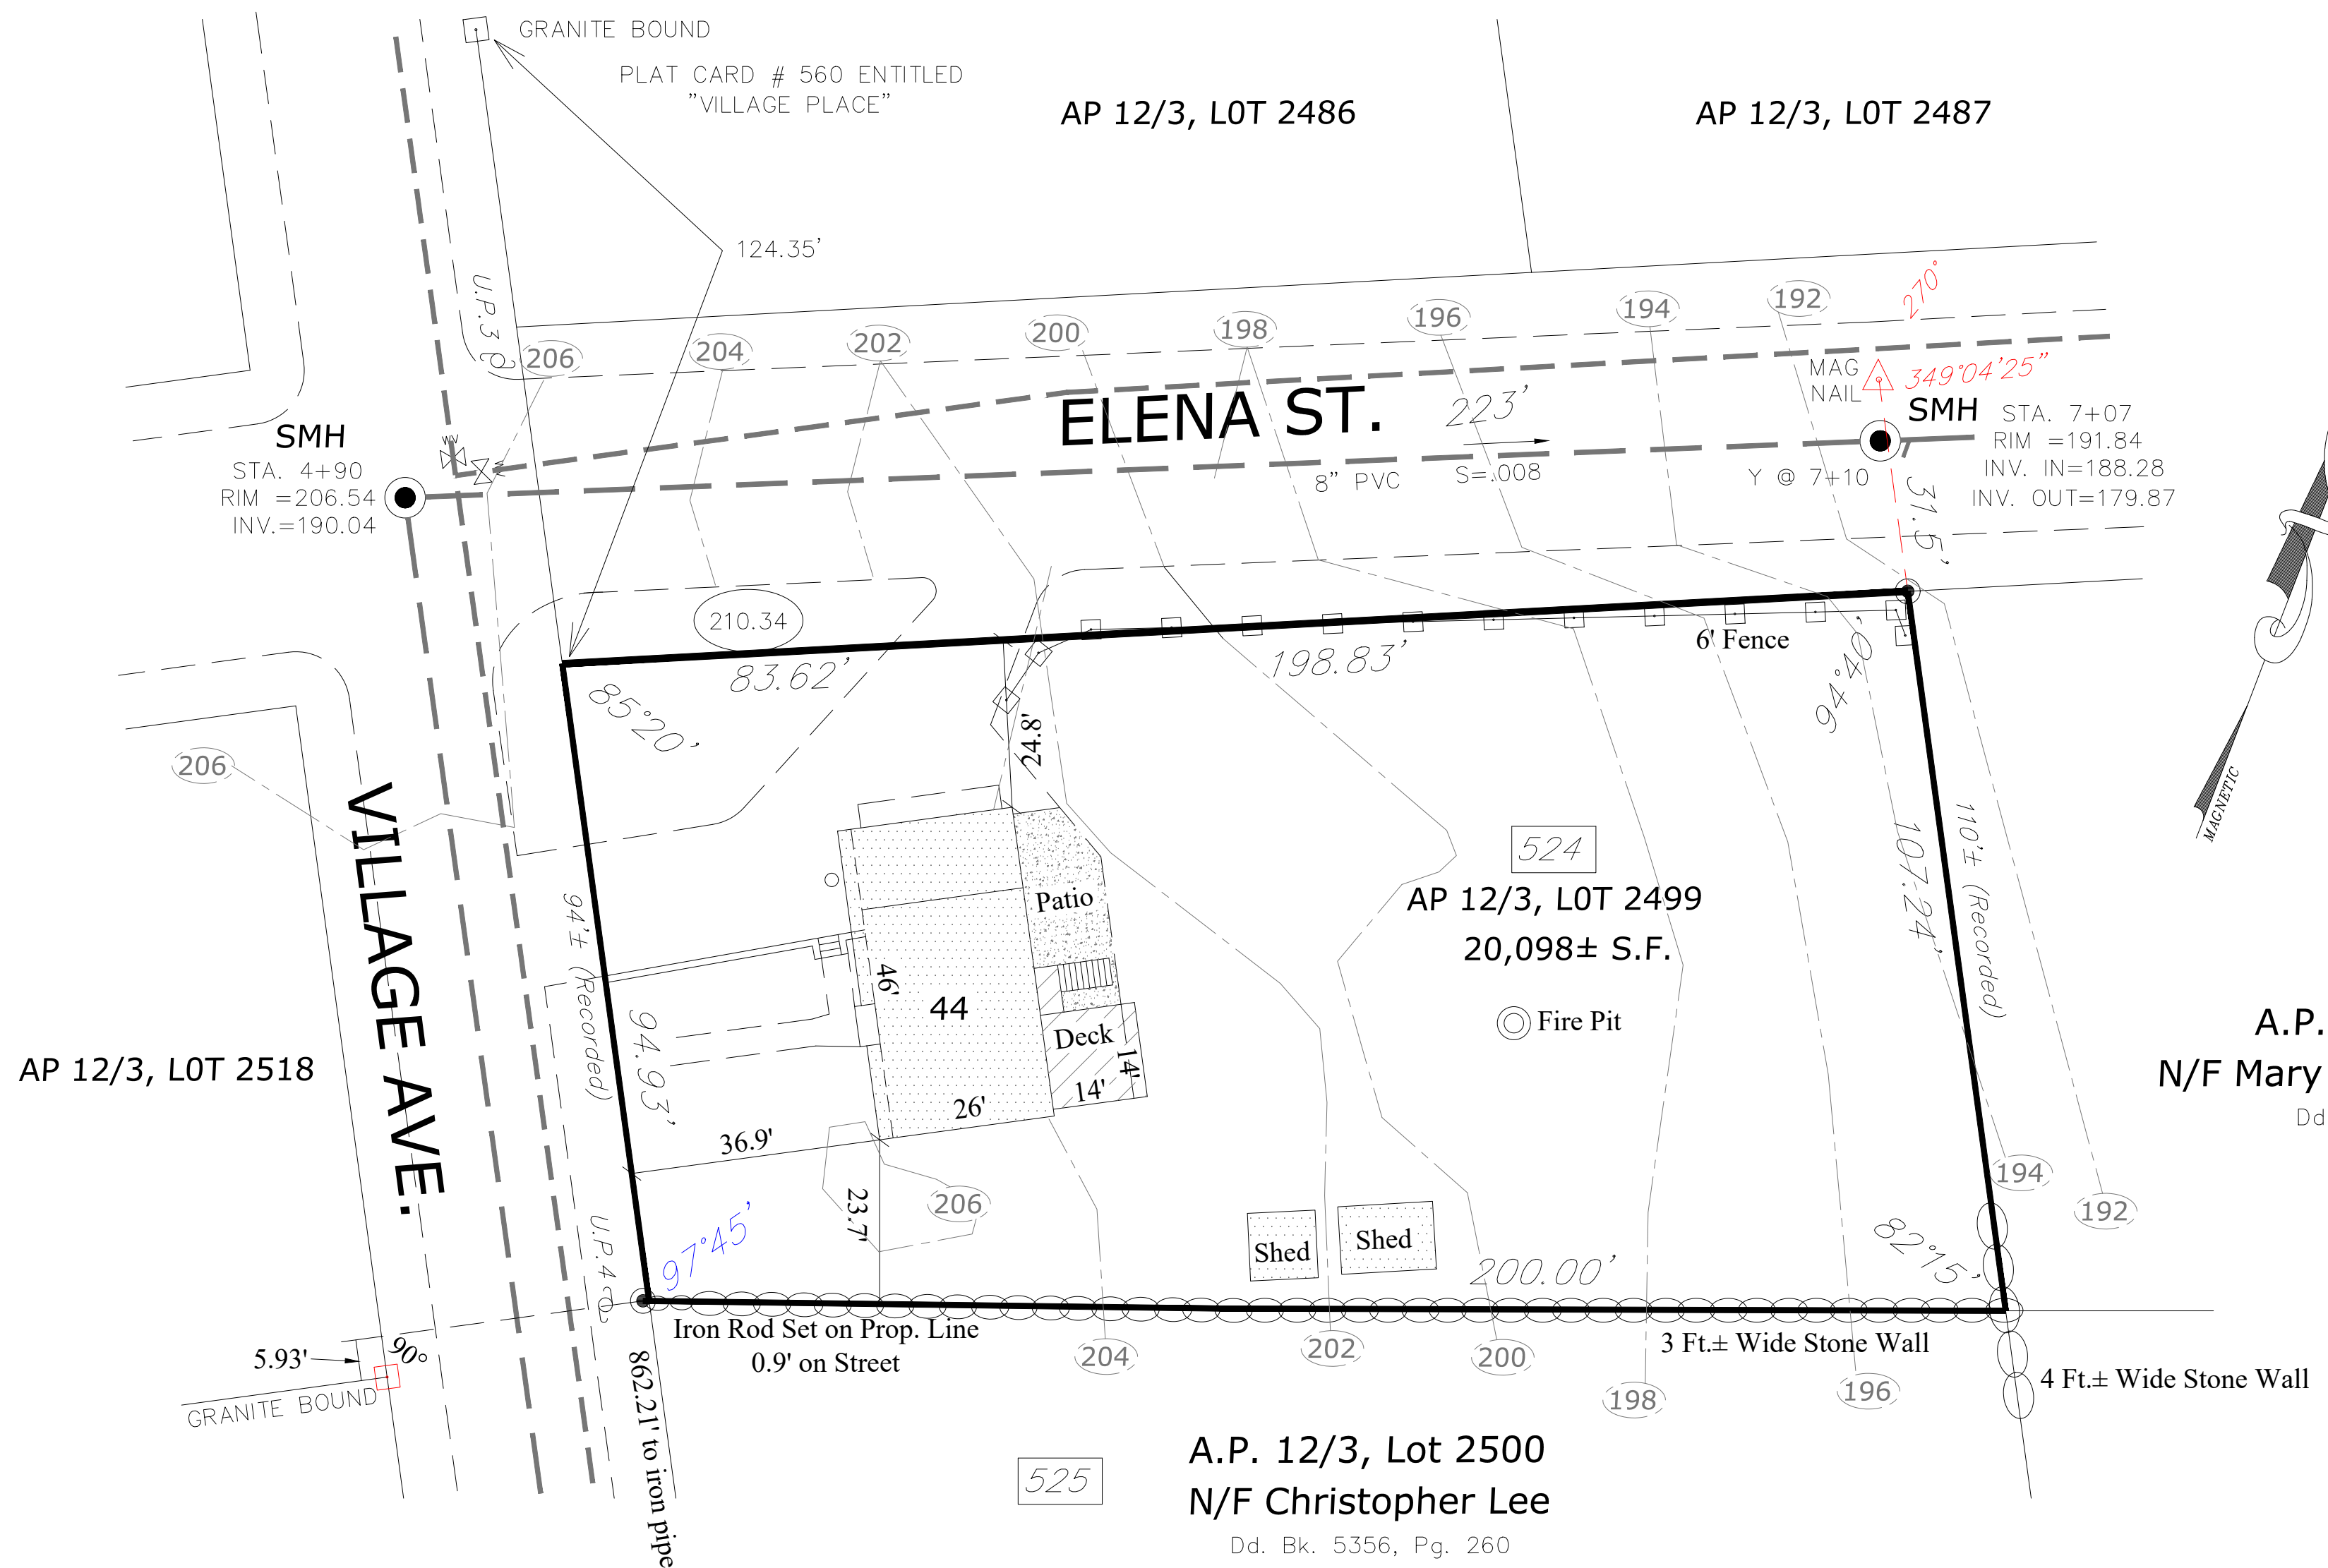 GRANITE BOUND
PLAT CARD # 560 ENTITLED
"VILLAGE PLACE"
AP 12/3, LOT 2486
AP 12/3, LOT 2487
124.35'
U.P.3
206
204
202
200
198
196
194
192
270°
MAG
NAIL
349°04'25"
ELENA ST.
223'
8" PVC
S=.008
Y @ 7+10
SMH
STA. 7+07
RIM =191.84
INV. IN=188.28
INV. OUT=179.87
31.5'
SMH
STA. 4+90
RIM =206.54
INV.=190.04
WV
210.34
83.62'
198.83'
6' Fence
85°20'
94°40'
24.8'
206
VILLAGE AVE.
94'± (Recorded)
94.93'
Patio
46'
44
Deck
14'
14'
26'
36.9'
23.7'
206
524
AP 12/3, LOT 2499
20,098± S.F.
Fire Pit
107.24'
110'± (Recorded)
MAGNETIC
AP 12/3, LOT 2518
A.P.
N/F Mary
Dd
194
192
82°15'
U.P.4
97°45'
Shed
Shed
200.00'
Iron Rod Set on Prop. Line
0.9' on Street
3 Ft.± Wide Stone Wall
4 Ft.± Wide Stone Wall
5.93'
90°
GRANITE BOUND
862.21' to iron pipe
204
202
200
198
196
525
A.P. 12/3, Lot 2500
N/F Christopher Lee
Dd. Bk. 5356, Pg. 260